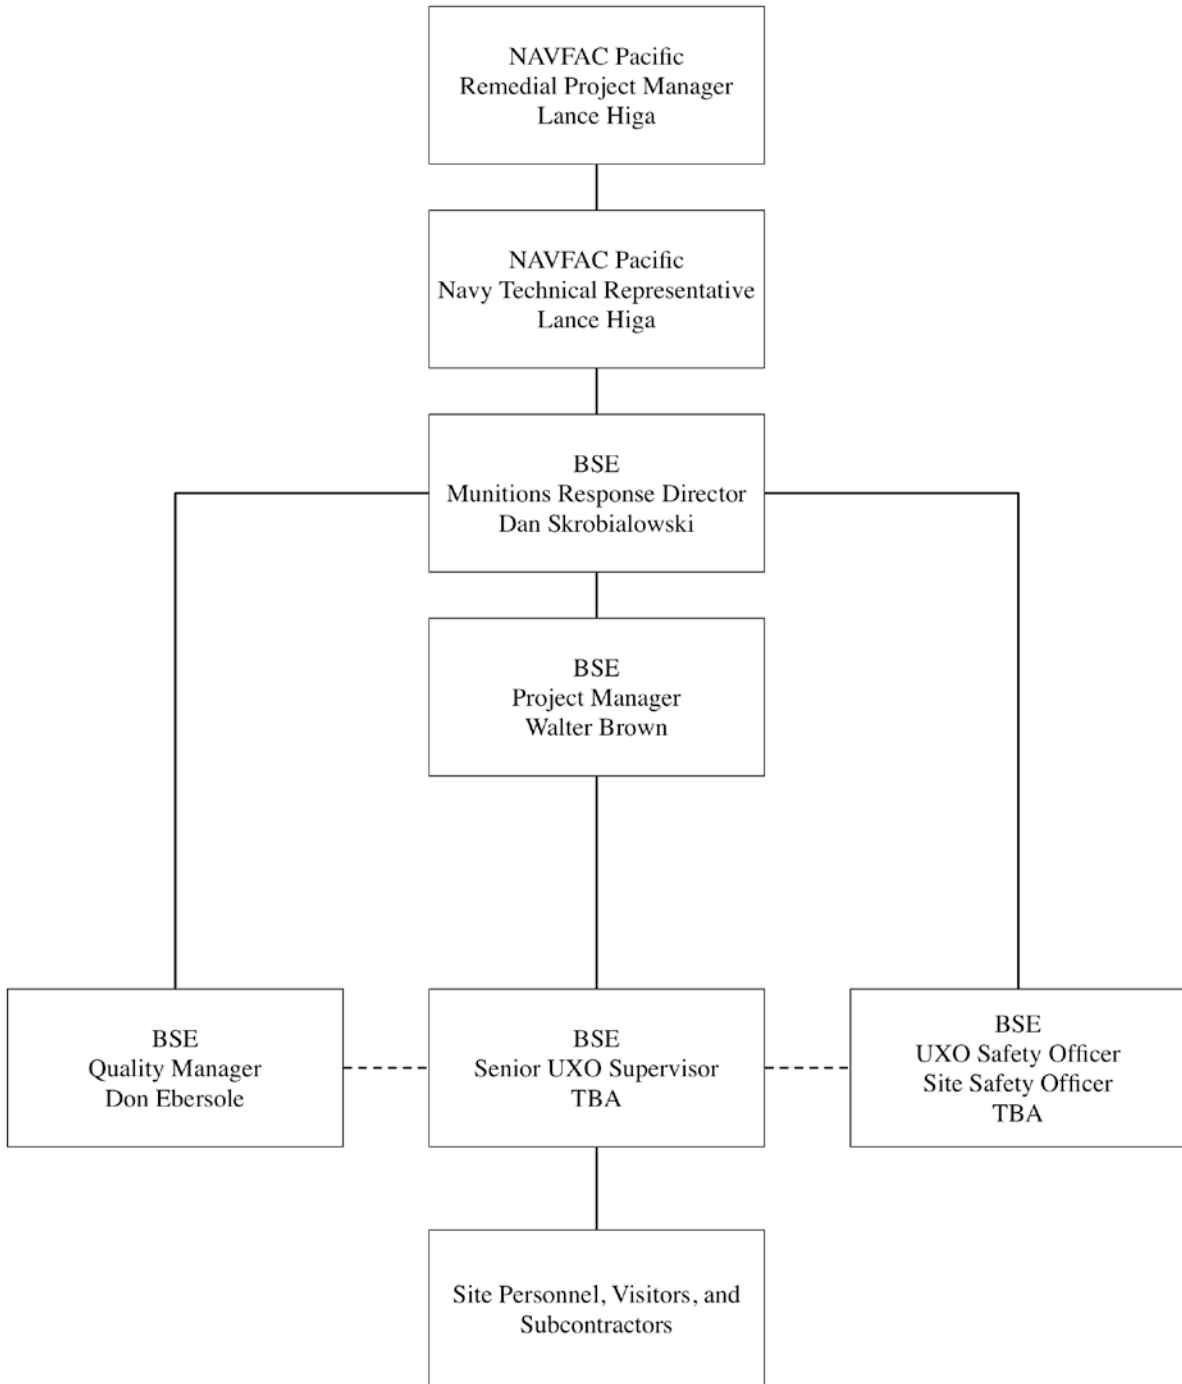 NAVFAC Pacific
Remedial Project Manager
Lance Higa
NAVFAC Pacific
Navy Technical Representative
Lance Higa
BSE
Munitions Response Director
Dan Skrobialowski
BSE
Project Manager
Walter Brown
BSE
Quality Manager
Don Ebersole
BSE
Senior UXO Supervisor
TBA
BSE
UXO Safety Officer
Site Safety Officer
TBA
Site Personnel, Visitors, and
Subcontractors